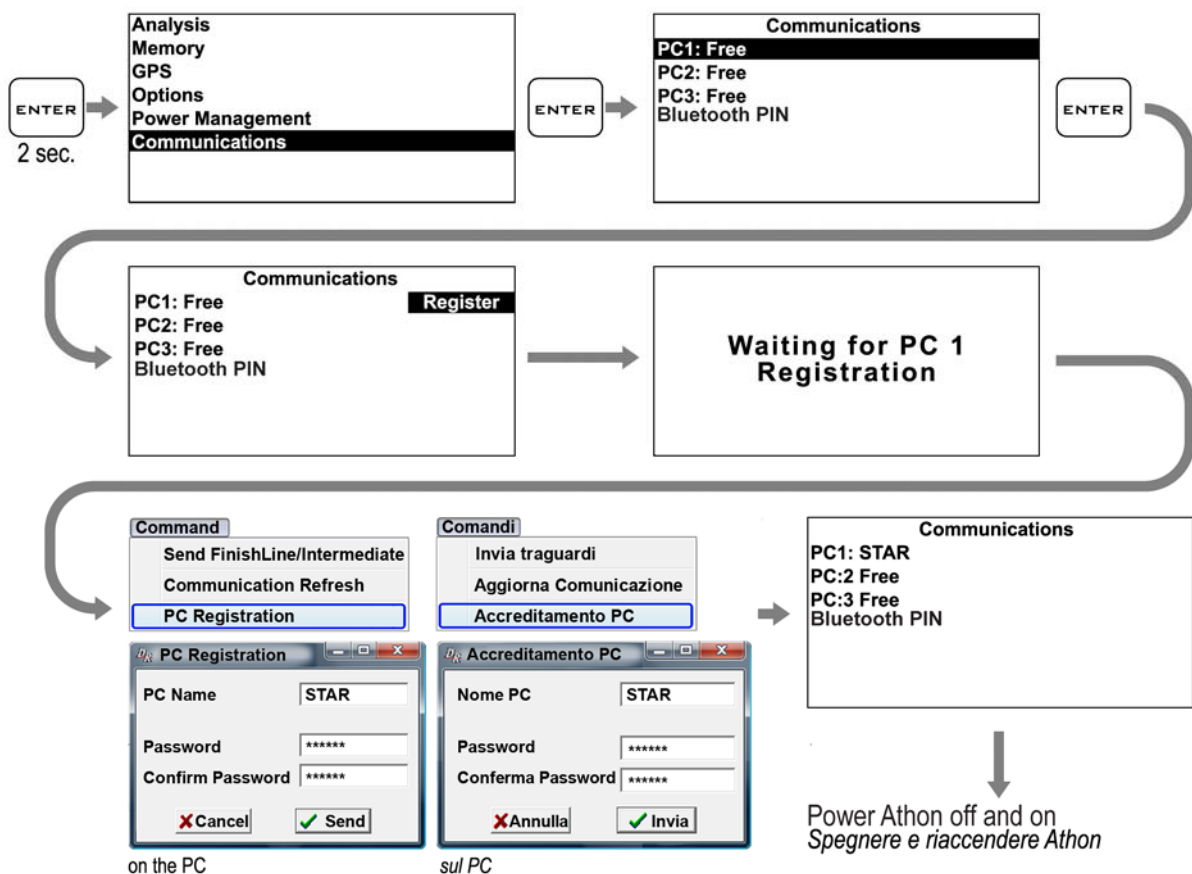 ENTER
2 sec.
Analysis
Memory
GPS
Options
Power Management
Communications
ENTER
Communications
PC1: Free
PC2: Free
PC3: Free
Bluetooth PIN
ENTER
Communications
PC1: Free Register
PC2: Free
PC3: Free
Bluetooth PIN
Waiting for PC 1
Registration
Command
Send FinishLine/Intermediate
Communication Refresh
PC Registration
DR PC Registration
PC Name STAR
Password ******
Confirm Password ******
Cancel Send
on the PC
Comandi
Invia traguardi
Aggiorna Comunicazione
Accreditamento PC
DR Accreditamento PC
Nome PC STAR
Password ******
Conferma Password ******
Annulla Invia
sul PC
Communications
PC1: STAR
PC:2 Free
PC:3 Free
Bluetooth PIN
Power Athon off and on
Spegnere e riaccendere Athon